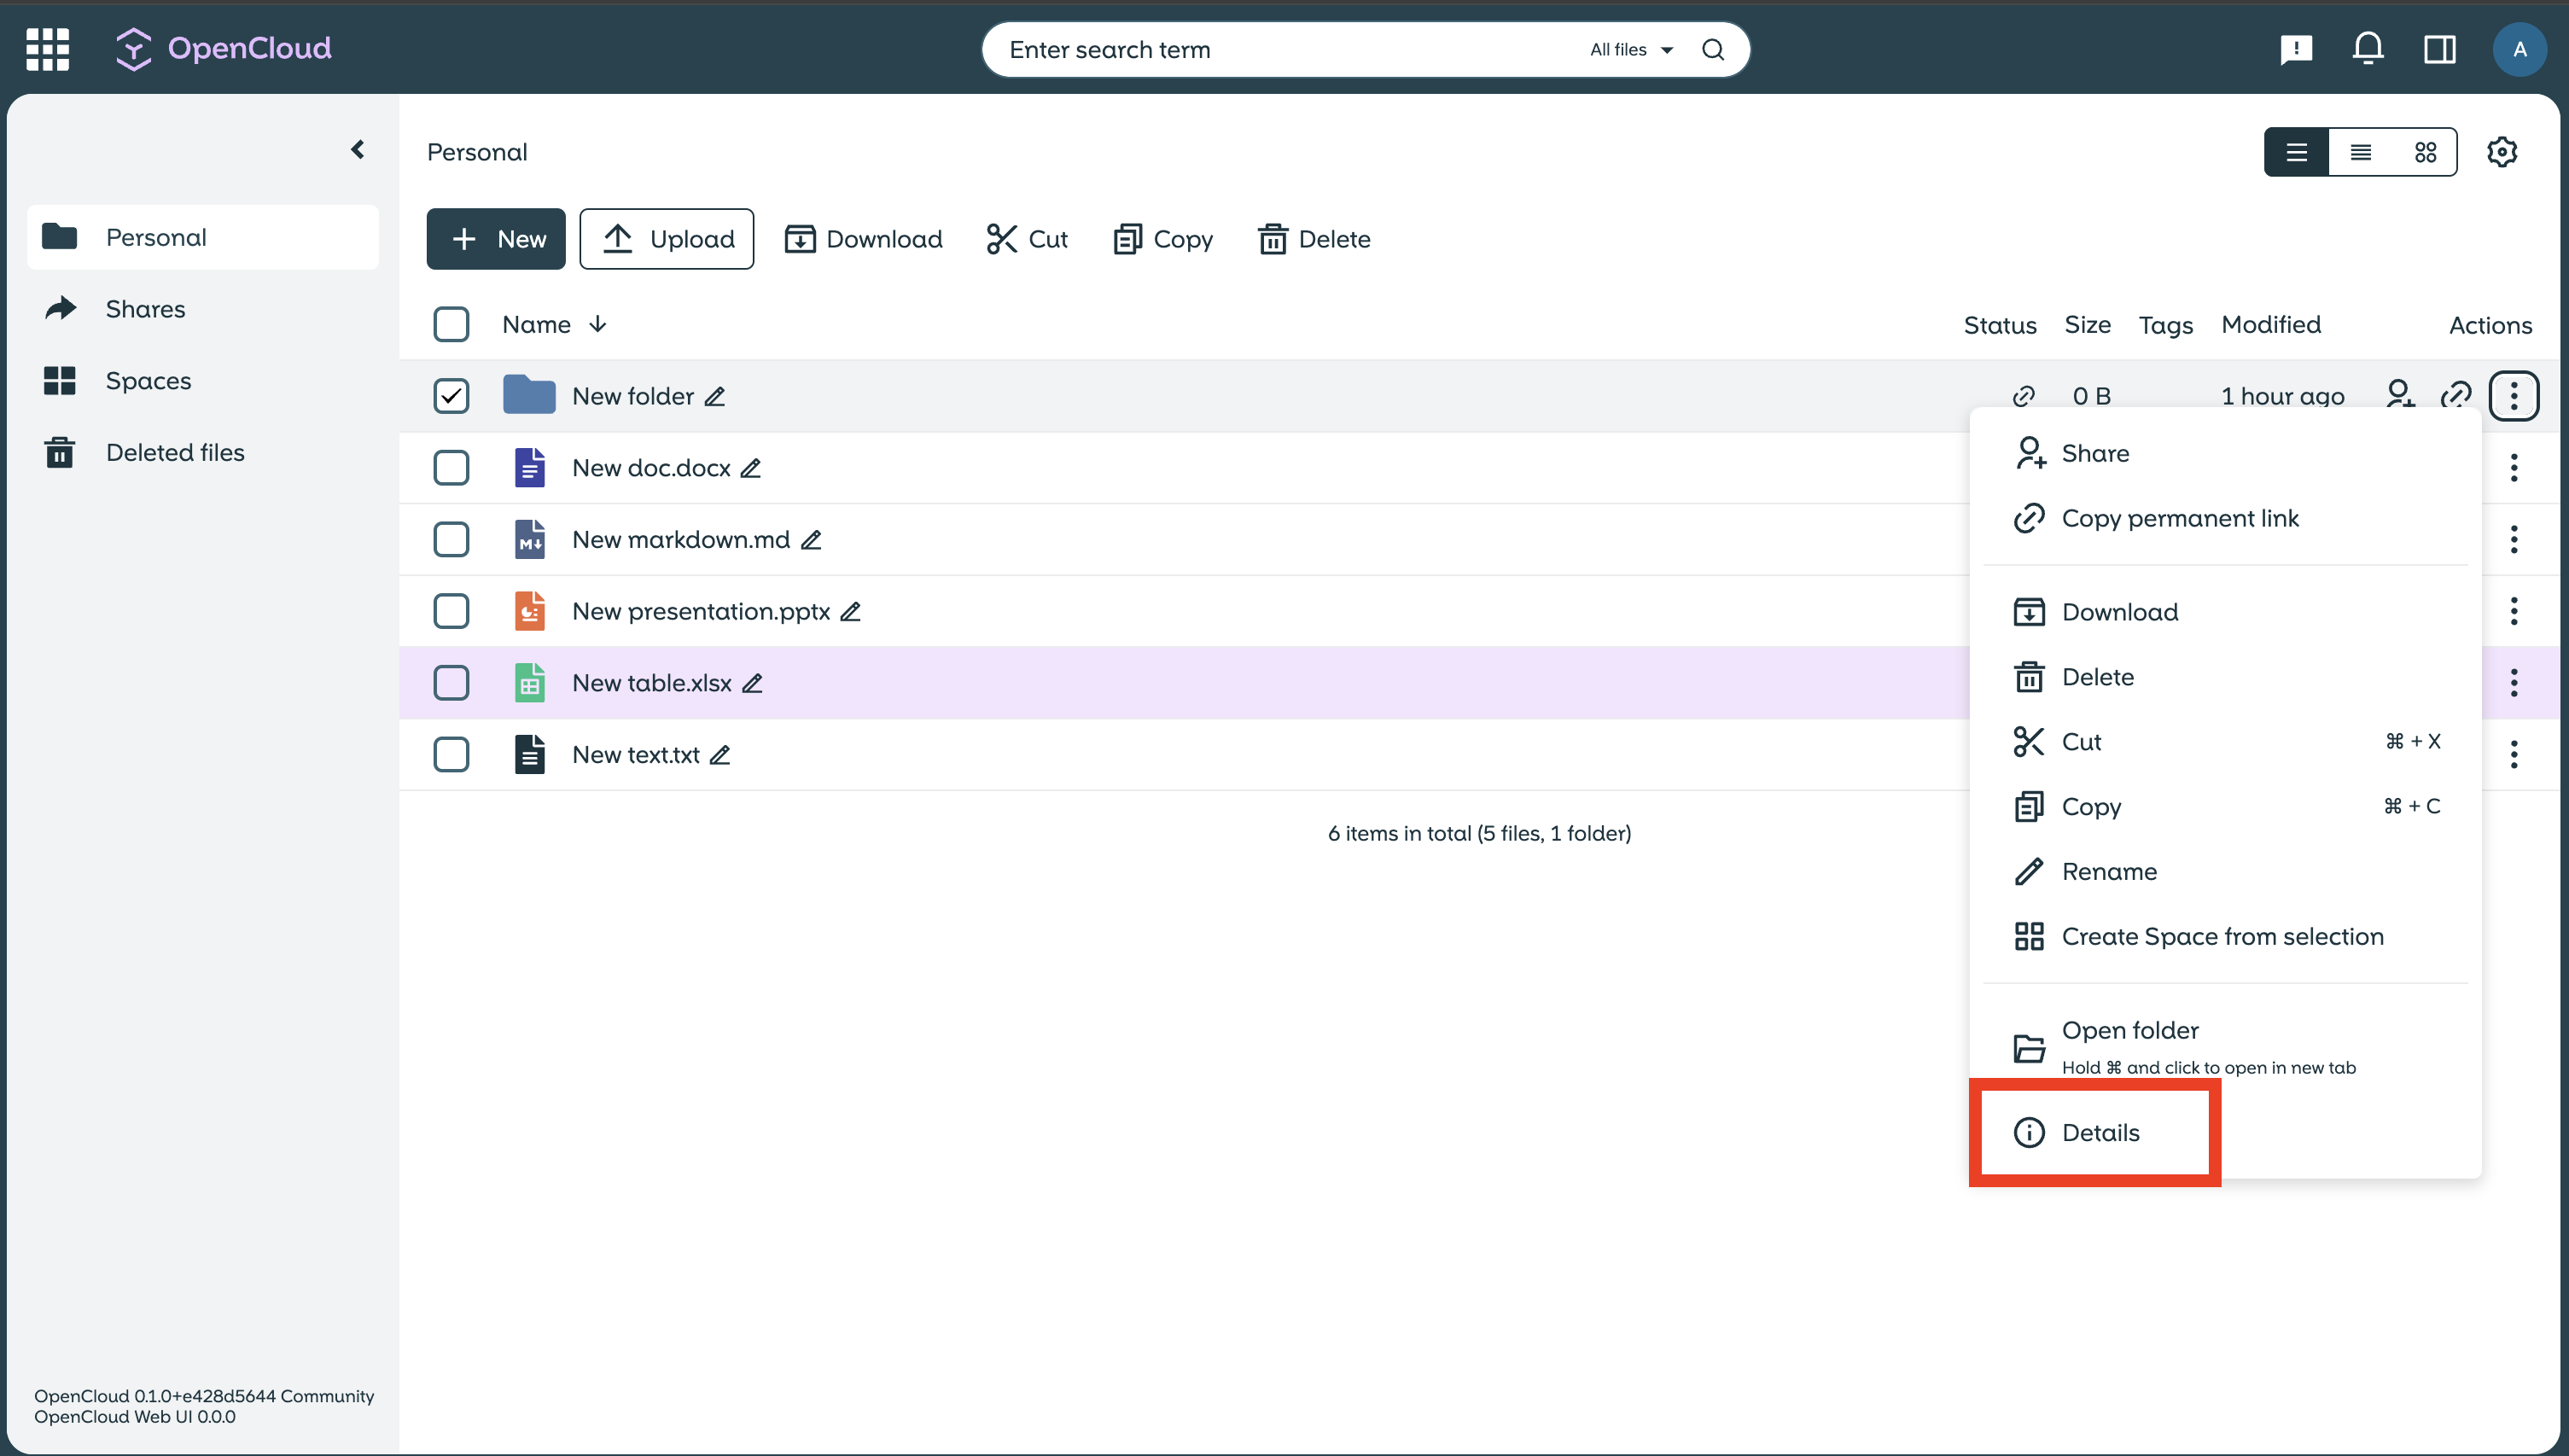 OpenCloud
Enter search term
All files
A
Personal
Personal
Shares
Spaces
Deleted files
New
Upload
Download
Cut
Copy
Delete
Name
Status
Size
Tags
Modified
Actions
New folder
0 B
1 hour ago
New doc.docx
New markdown.md
New presentation.pptx
New table.xlsx
New text.txt
6 items in total (5 files, 1 folder)
Share
Copy permanent link
Download
Delete
Cut
⌘ + X
Copy
⌘ + C
Rename
Create Space from selection
Open folder
Hold ⌘ and click to open in new tab
Details
OpenCloud 0.1.0+e428d5644 Community
OpenCloud Web UI 0.0.0